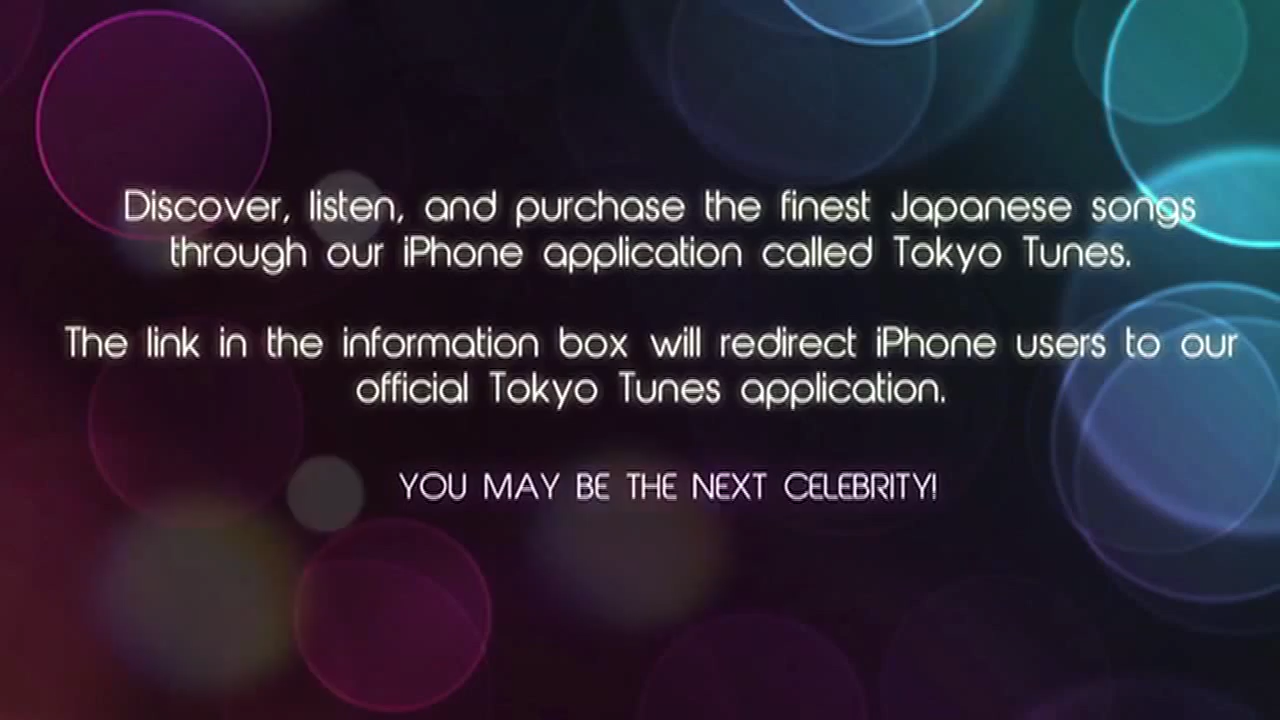 Discover, listen, and purchase the finest Japanese songs
through our iPhone application called Tokyo Tunes.
The link in the information box will redirect iPhone users to our
official Tokyo Tunes application.
YOU MAY BE THE NEXT CELEBRITY!